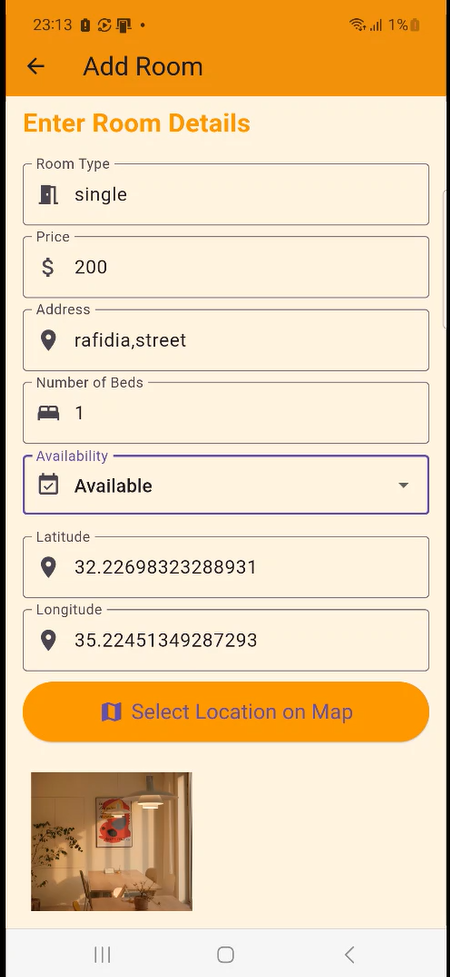 23:13 1%
Add Room
Enter Room Details
Room Type
single
Price
$ 200
Address
rafidia,street
Number of Beds
1
Availability
Available
Latitude
32.22698323288931
Longitude
35.22451349287293
Select Location on Map